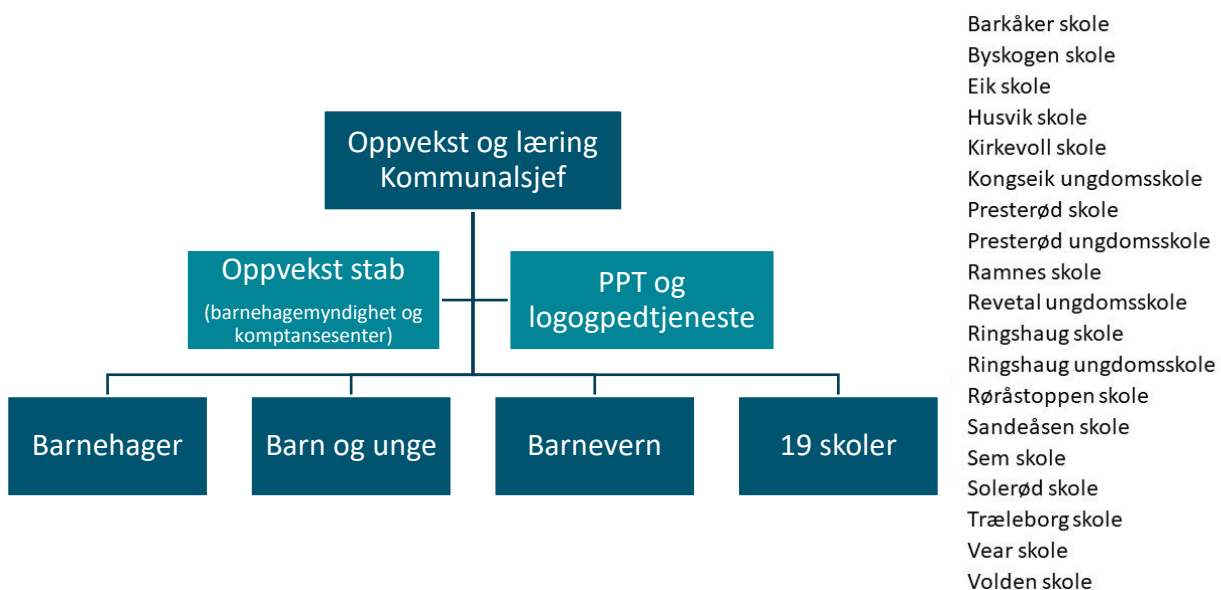 Oppvekst og læring
Kommunalsjef
Oppvekst stab
(barnehagemyndighet og
komptansesenter)
PPT og
logogpedtjeneste
Barnehager
Barn og unge
Barnevern
19 skoler
Barkåker skole
Byskogen skole
Eik skole
Husvik skole
Kirkevoll skole
Kongseik ungdomsskole
Presterød skole
Presterød ungdomsskole
Ramnes skole
Revetal ungdomsskole
Ringshaug skole
Ringshaug ungdomsskole
Røråstoppen skole
Sandeåsen skole
Sem skole
Solerød skole
Træleborg skole
Vear skole
Volden skole